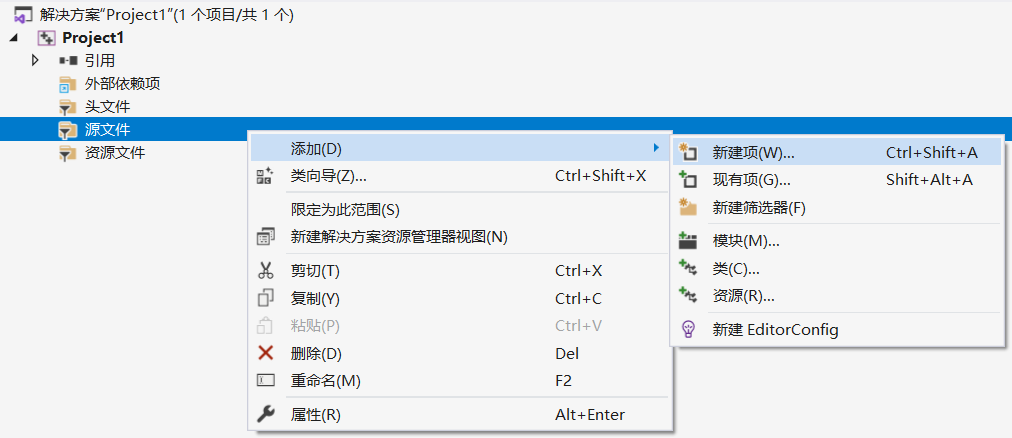 解决方案“Project1”(1 个项目/共 1 个)
Project1
引用
外部依赖项
头文件
源文件
资源文件
添加(D)
类向导(Z)... Ctrl+Shift+X
限定为此范围(S)
新建解决方案资源管理器视图(N)
剪切(T) Ctrl+X
复制(Y) Ctrl+C
粘贴(P) Ctrl+V
删除(D) Del
重命名(M) F2
属性(R) Alt+Enter
新建项(W)... Ctrl+Shift+A
现有项(G)... Shift+Alt+A
新建筛选器(F)
模块(M)...
类(C)...
资源(R)...
新建 EditorConfig